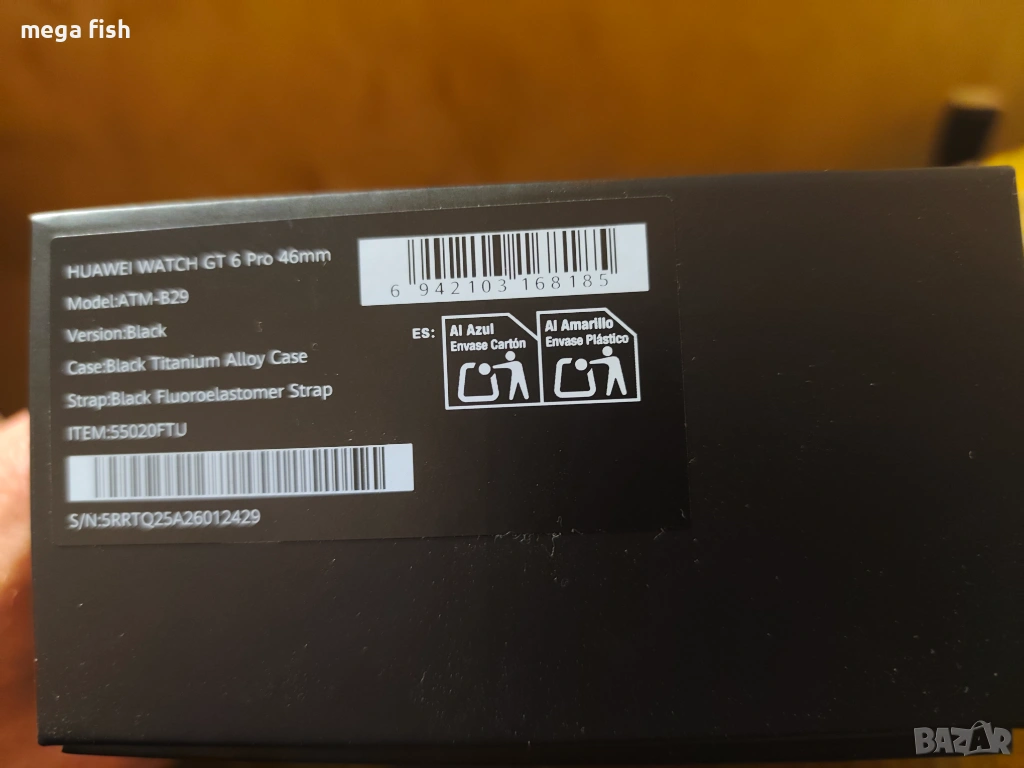 mega fish
HUAWEI WATCH GT 6 Pro 46mm
Model:ATM-B29
Version:Black
Case:Black Titanium Alloy Case
Strap:Black Fluoroelastomer Strap
ITEM:55020FTU
S/N:5RRTQ25A26012429
6 942103 168185
ES:
Al Azul
Envase Cartón
Al Amarillo
Envase Plástico
BAZAR